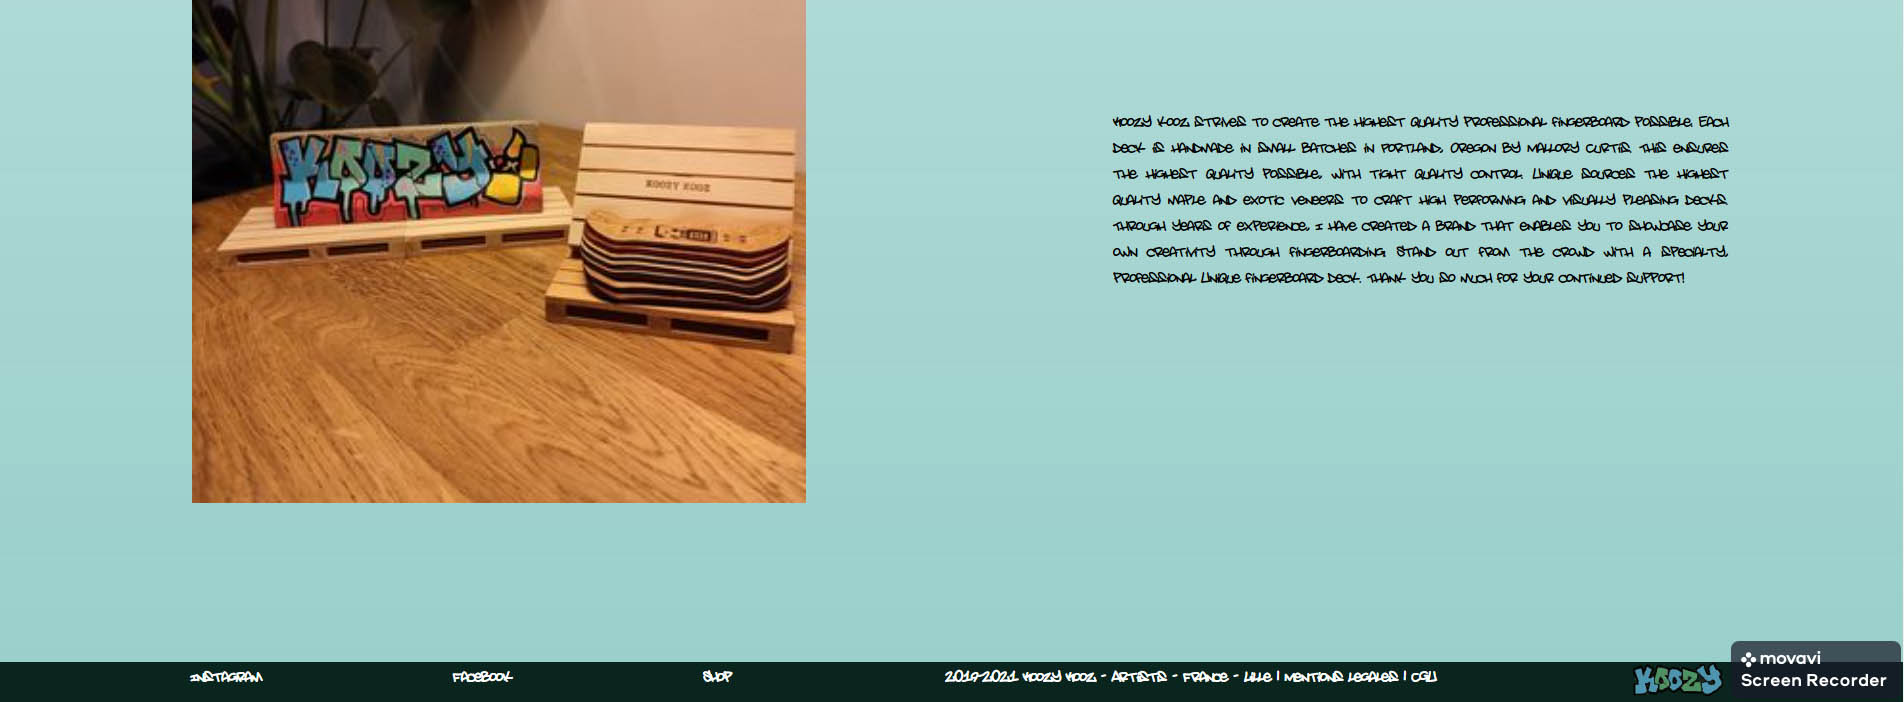 KOOZY
KOOZY KOOZ
KOOZY KOOZ STRIVES TO CREATE THE HIGHEST QUALITY PROFESSIONAL FINGERBOARD POSSIBLE. EACH
DECK IS HANDMADE IN SMALL BATCHES IN PORTLAND, OREGON BY MALLORY CURTIS. THIS ENSURES
THE HIGHEST QUALITY POSSIBLE, WITH TIGHT QUALITY CONTROL. UNIQUE SOURCES THE HIGHEST
QUALITY MAPLE AND EXOTIC VENEERS TO CRAFT HIGH PERFORMING AND VISUALLY PLEASING DECKS.
THROUGH YEARS OF EXPERIENCE, I HAVE CREATED A BRAND THAT ENABLES YOU TO SHOWCASE YOUR
OWN CREATIVITY THROUGH FINGERBOARDING. STAND OUT FROM THE CROWD WITH A SPECIALTY,
PROFESSIONAL UNIQUE FINGERBOARD DECK. THANK YOU SO MUCH FOR YOUR CONTINUED SUPPORT!
INSTAGRAM
FACEBOOK
SHOP
2019-2021 KOOZY KOOZ - ARTISTS - FRANCE - LILLE | MENTIONS LEGALES | CGU
KOOZY
movavi
Screen Recorder